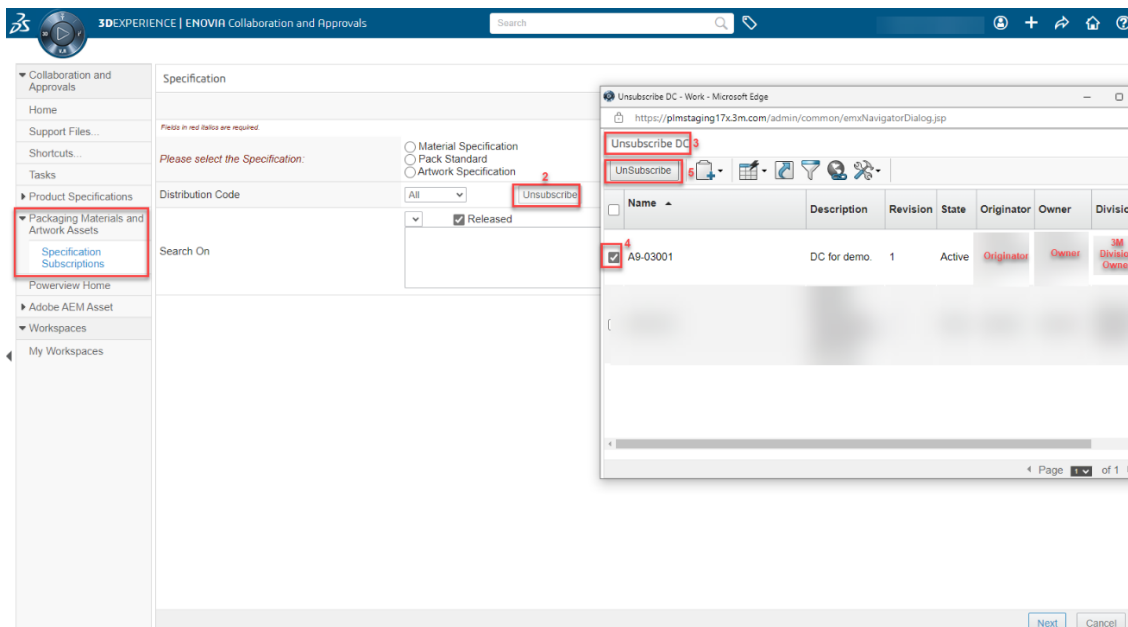 3DEXPERIENCE | ENOVIA Collaboration and Approvals
Search
V.R
Collaboration and
Approvals
Home
Support Files...
Shortcuts...
Tasks
Product Specifications
Packaging Materials and
Artwork Assets
Specification
Subscriptions
Powerview Home
Adobe AEM Asset
Workspaces
My Workspaces
Specification
Fields in red italics are required.
Please select the Specification:
Material Specification
Pack Standard
Artwork Specification
Distribution Code
All
2
Unsubscribe
Search On
Released
Unsubscribe DC - Work - Microsoft Edge
https://plmstaging17x.3m.com/admin/common/emxNavigatorDialog.jsp
Unsubscribe DC 3
UnSubscribe 5
Name Description Revision State Originator Owner Divisio
4
A9-03001 DC for demo. 1 Active Originator Owner 3M
Divisio
Owne
Page 1 of 1
Next Cancel